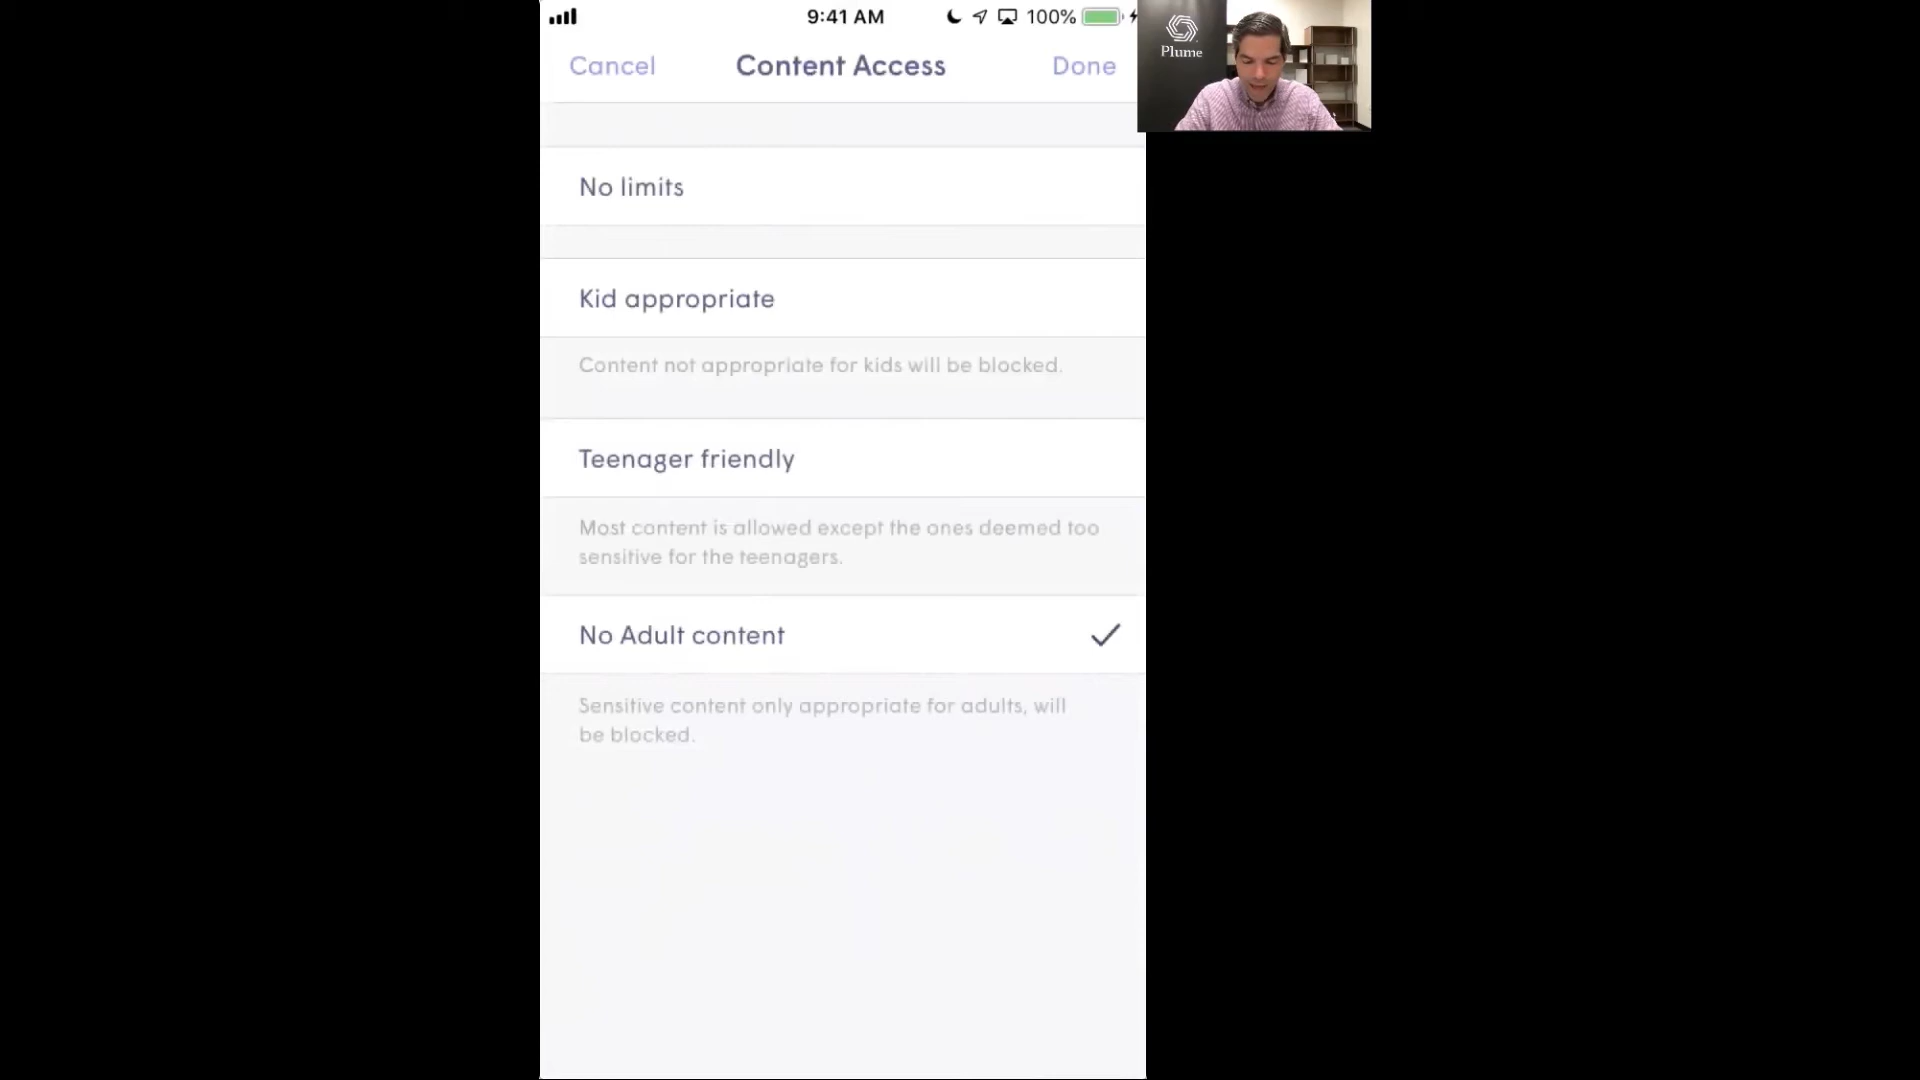 9:41 AM
100%
Plume
Cancel
Content Access
Done
No limits
Kid appropriate
Content not appropriate for kids will be blocked.
Teenager friendly
Most content is allowed except the ones deemed too
sensitive for the teenagers.
No Adult content
Sensitive content only appropriate for adults, will
be blocked.